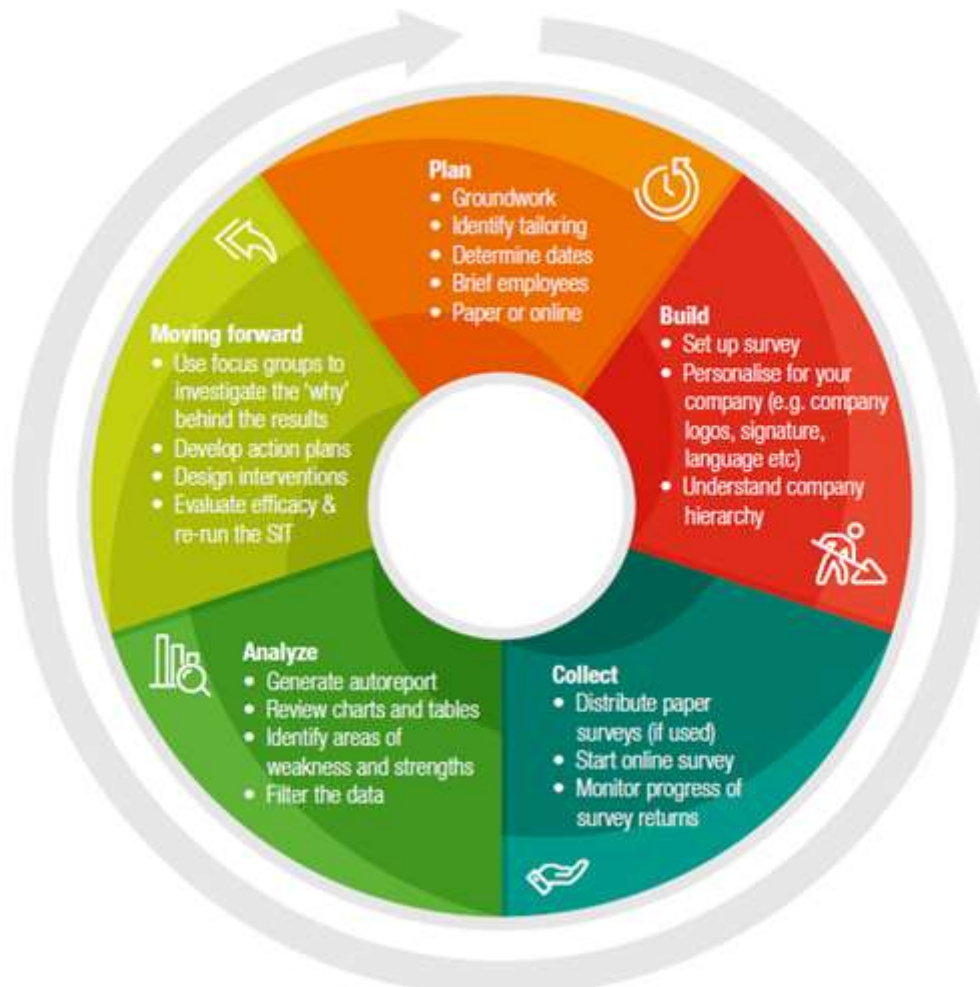 Plan
• Groundwork
• Identify tailoring
• Determine dates
• Brief employees
• Paper or online
Build
• Set up survey
• Personalise for your
company (e.g. company
logos, signature,
language etc)
• Understand company
hierarchy
Collect
• Distribute paper
surveys (if used)
• Start online survey
• Monitor progress of
survey returns
Analyze
• Generate autoreport
• Review charts and tables
• Identify areas of
weakness and strengths
• Filter the data
Moving forward
• Use focus groups to
investigate the 'why'
behind the results
• Develop action plans
• Design interventions
• Evaluate efficacy &
re-run the SIT